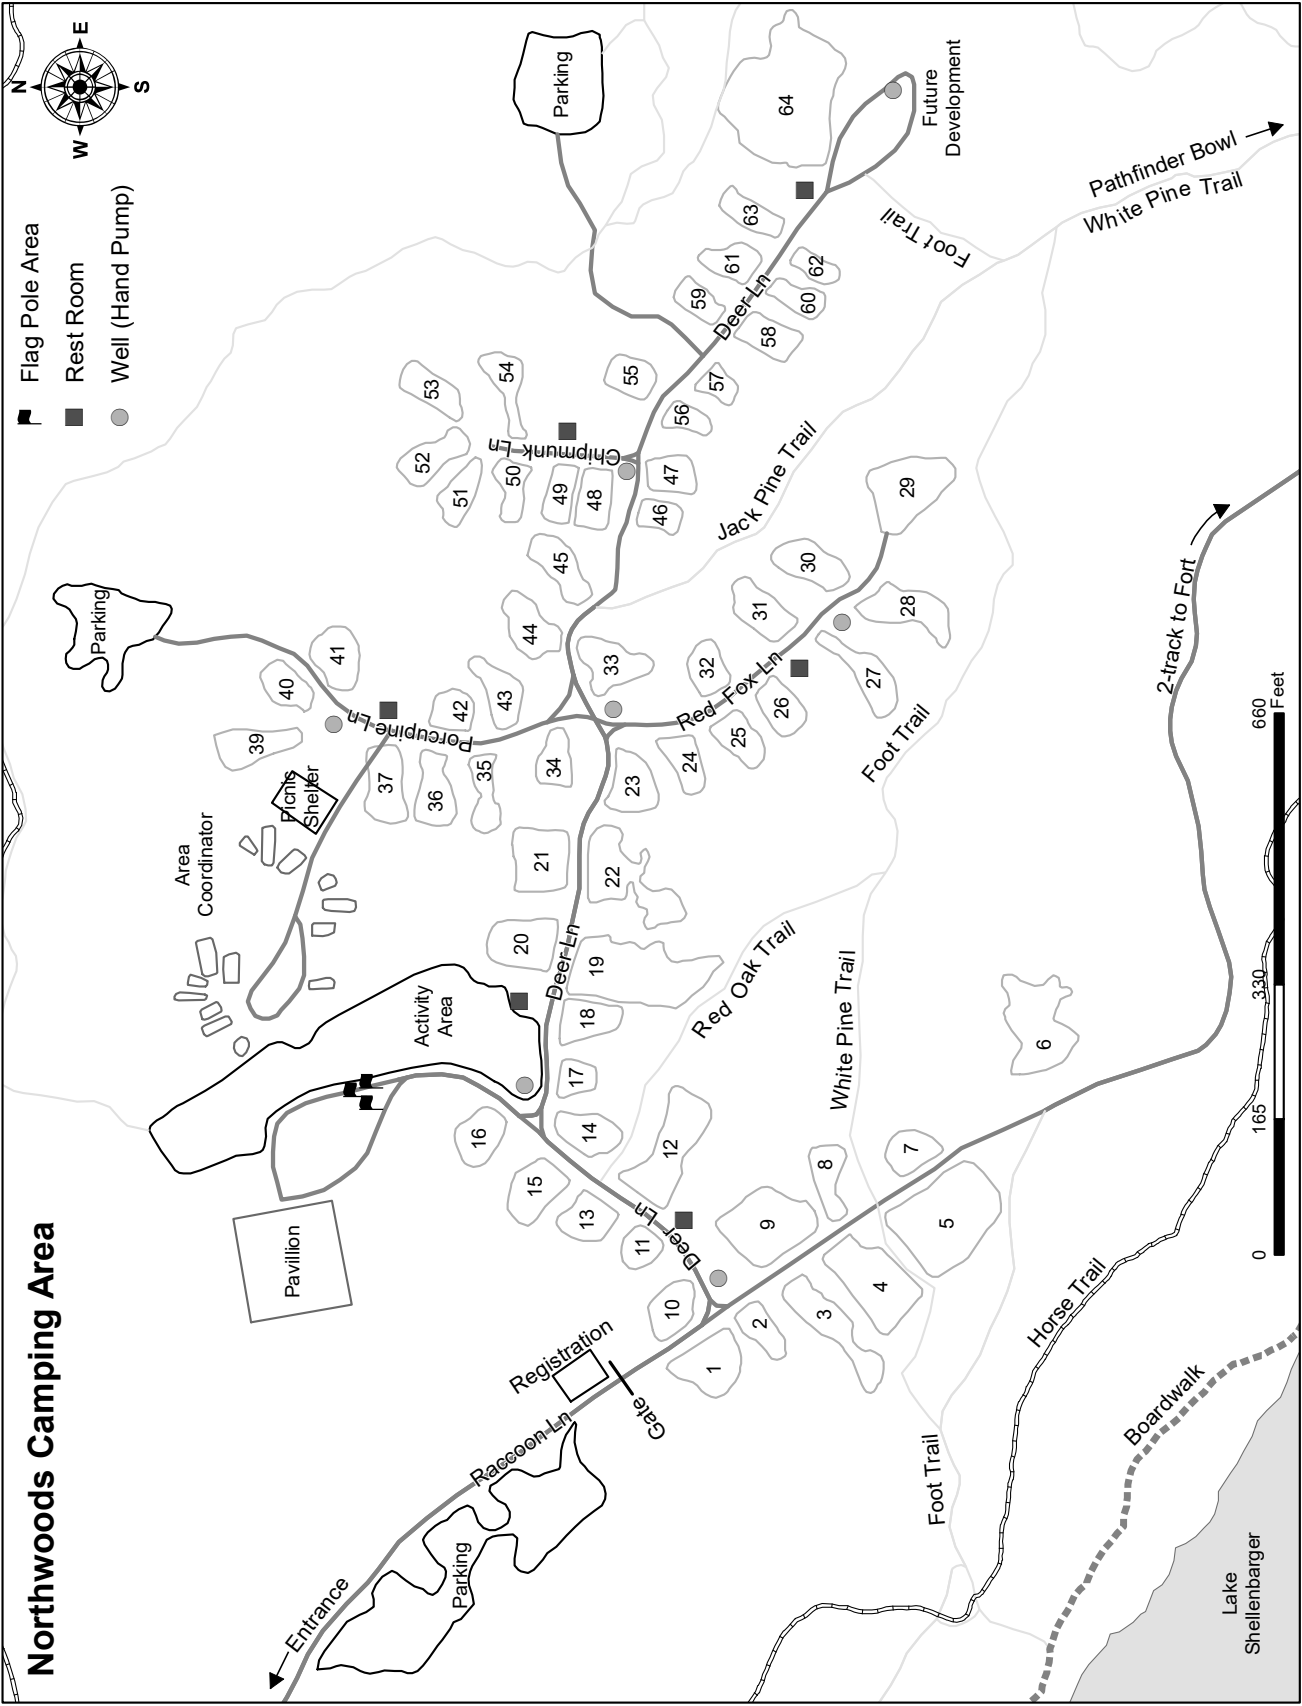 Northwoods Camping Area
Flag Pole Area
Rest Room
Well (Hand Pump)
N
E
S
W
Entrance
Parking
Raccoon Ln
Registration
Gate
Pavillion
Activity
Area
Area
Coordinator
Picnic
Shelter
Parking
Porcupine Ln
Parking
Chipmunk Ln
Deer Ln
Deer Ln
Deer Ln
Red Fox Ln
Future
Development
Foot Trail
Pathfinder Bowl
White Pine Trail
Jack Pine Trail
Foot Trail
Red Oak Trail
White Pine Trail
2-track to Fort
Horse Trail
Foot Trail
Boardwalk
Lake
Shellenbarger
0
165
330
660
Feet
1
2
3
4
5
6
7
8
9
10
11
12
13
14
15
16
17
18
19
20
21
22
23
24
25
26
27
28
29
30
31
32
33
34
35
36
37
39
40
41
42
43
44
45
46
47
48
49
50
51
52
53
54
55
56
57
58
59
60
61
62
63
64